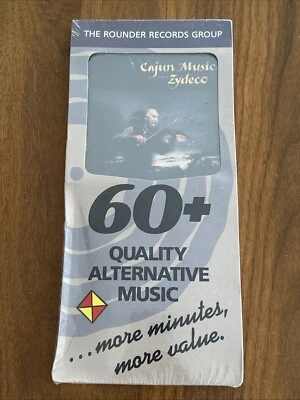 THE ROUNDER RECORDS GROUP
Cajun Music
Zydeco
60+
QUALITY
ALTERNATIVE
MUSIC
...more minutes,
more value.